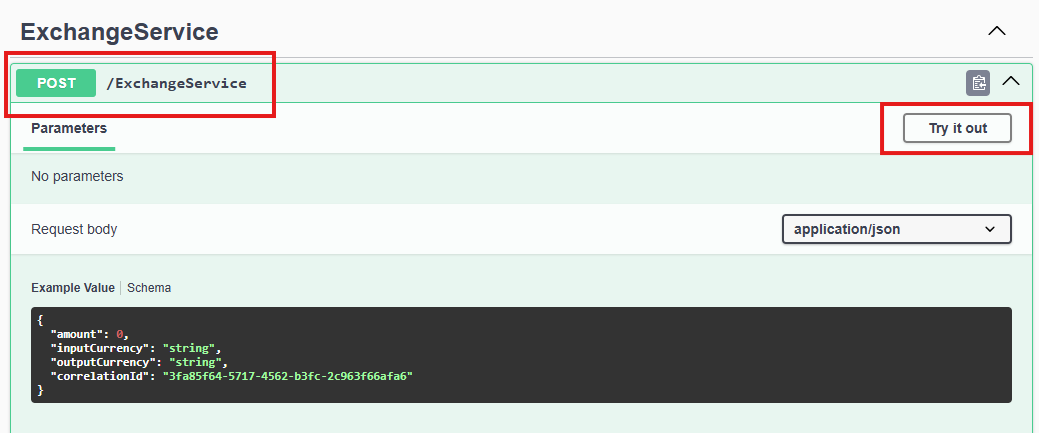 ExchangeService
POST /ExchangeService
Parameters
Try it out
No parameters
Request body
application/json
Example Value Schema
{
"amount": 0,
"inputCurrency": "string",
"outputCurrency": "string",
"correlationId": "3fa85f64-5717-4562-b3fc-2c963f66afa6"
}